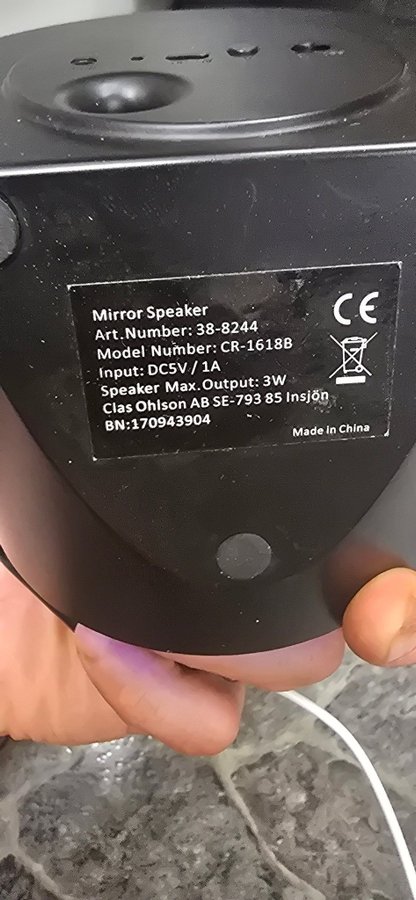 Mirror Speaker
Art.Number: 38-8244
Model Number: CR-1618B
Input: DC5V / 1A
Speaker Max.Output: 3W
Clas Ohlson AB SE-793 85 Insjön
BN:170943904
CE
Made in China